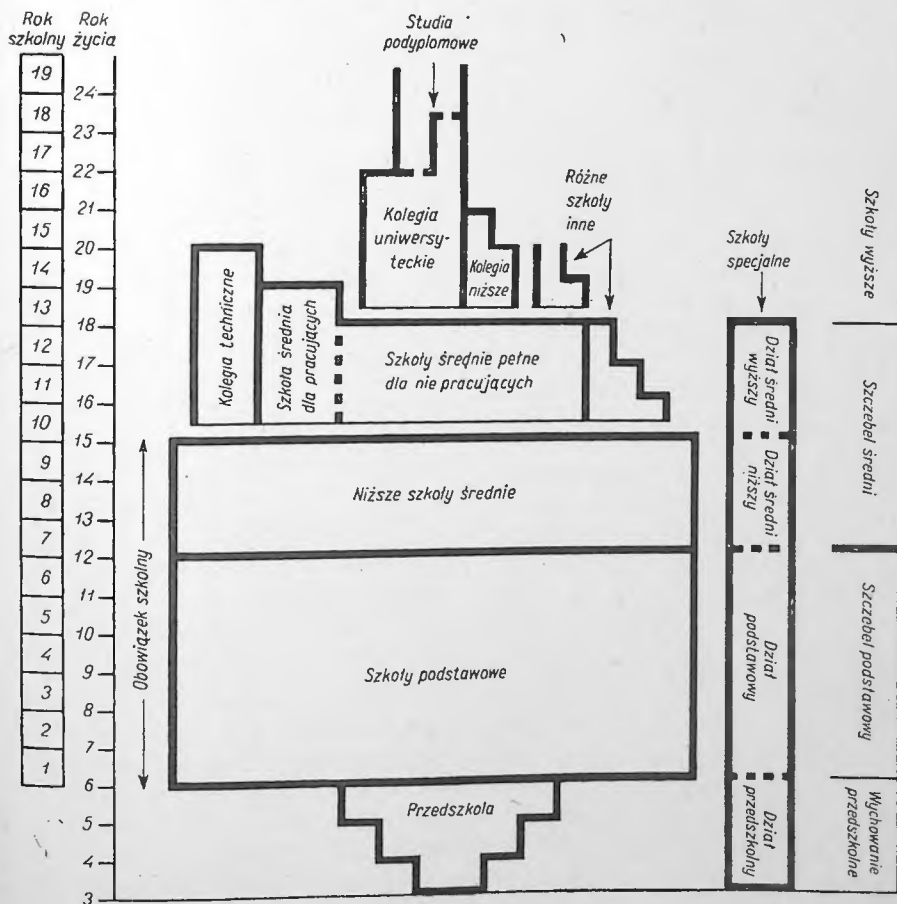 Rok szkolny
Rok życia
19
18
17
16
15
14
13
12
11
10
9
8
7
6
5
4
3
2
1
24
23
22
21
20
19
18
17
16
15
14
13
12
11
10
9
8
7
6
5
4
3
Studia
podyplomowe
Kolegia
uniwersy-
teckie
Kolegia
niższe
Różne
szkoły
inne
Szkoły
specjalne
Kolegia techniczne
Szkoła średnia
dla pracujących
Szkoły średnie pełne
dla nie pracujących
Obowiązek szkolny
Niższe szkoły średnie
Szkoły podstawowe
Przedszkola
Dział średni
wyższy
Dział średni
niższy
Dział
podstawowy
Dział
przedszkolny
Szkoły wyższe
Szczebel średni
Szczebel podstawowy
Wychowanie
przedszkolne